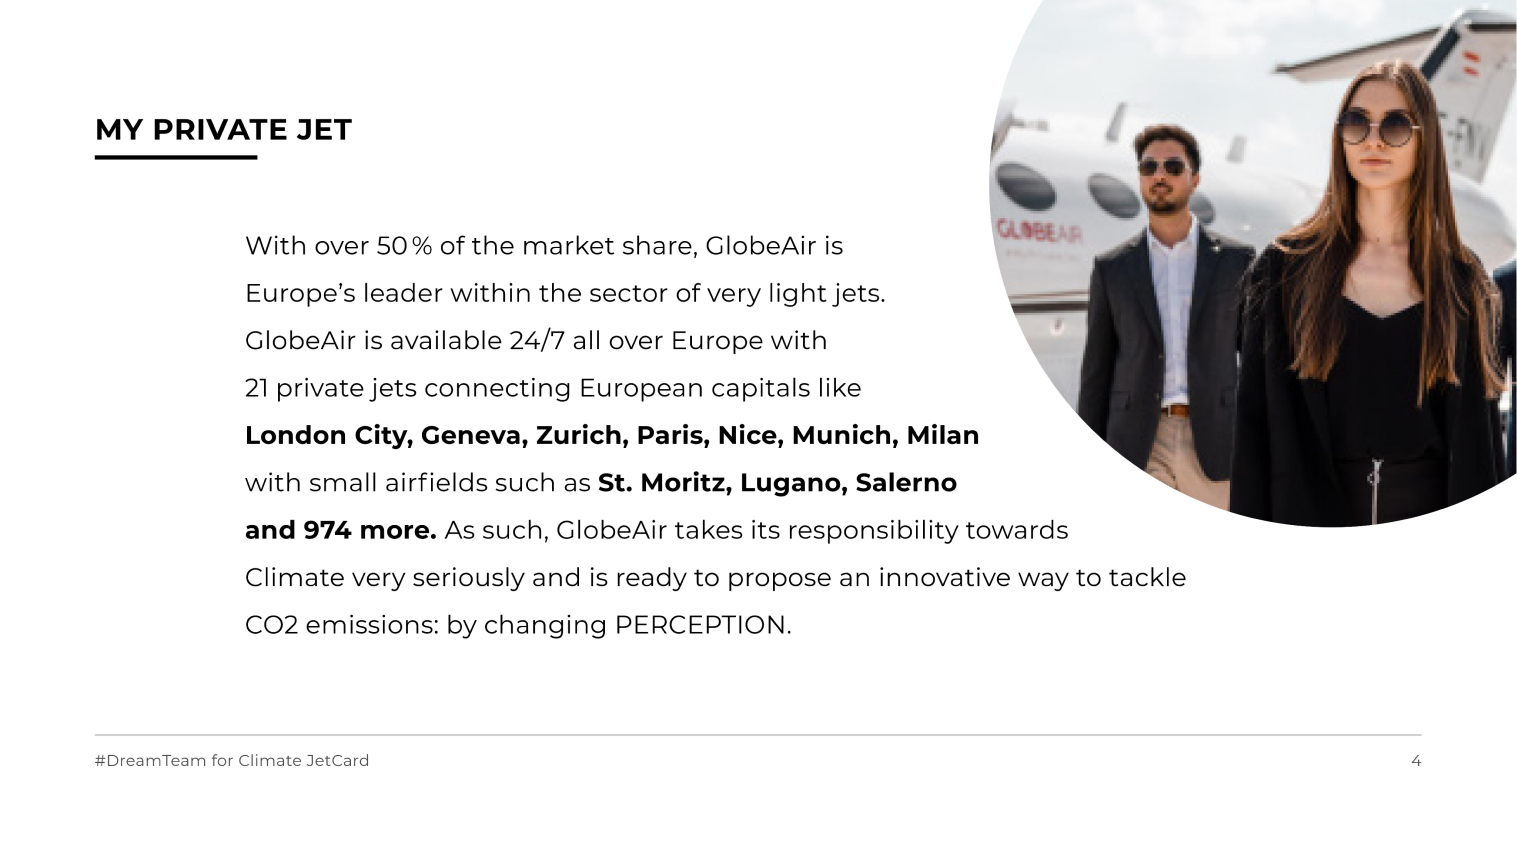 MY PRIVATE JET
With over 50 % of the market share, GlobeAir is
Europe’s leader within the sector of very light jets.
GlobeAir is available 24/7 all over Europe with
21 private jets connecting European capitals like
London City, Geneva, Zurich, Paris, Nice, Munich, Milan
with small airfields such as St. Moritz, Lugano, Salerno
and 974 more. As such, GlobeAir takes its responsibility towards
Climate very seriously and is ready to propose an innovative way to tackle
CO2 emissions: by changing PERCEPTION.
GLOBEAIR
#DreamTeam for Climate JetCard
4